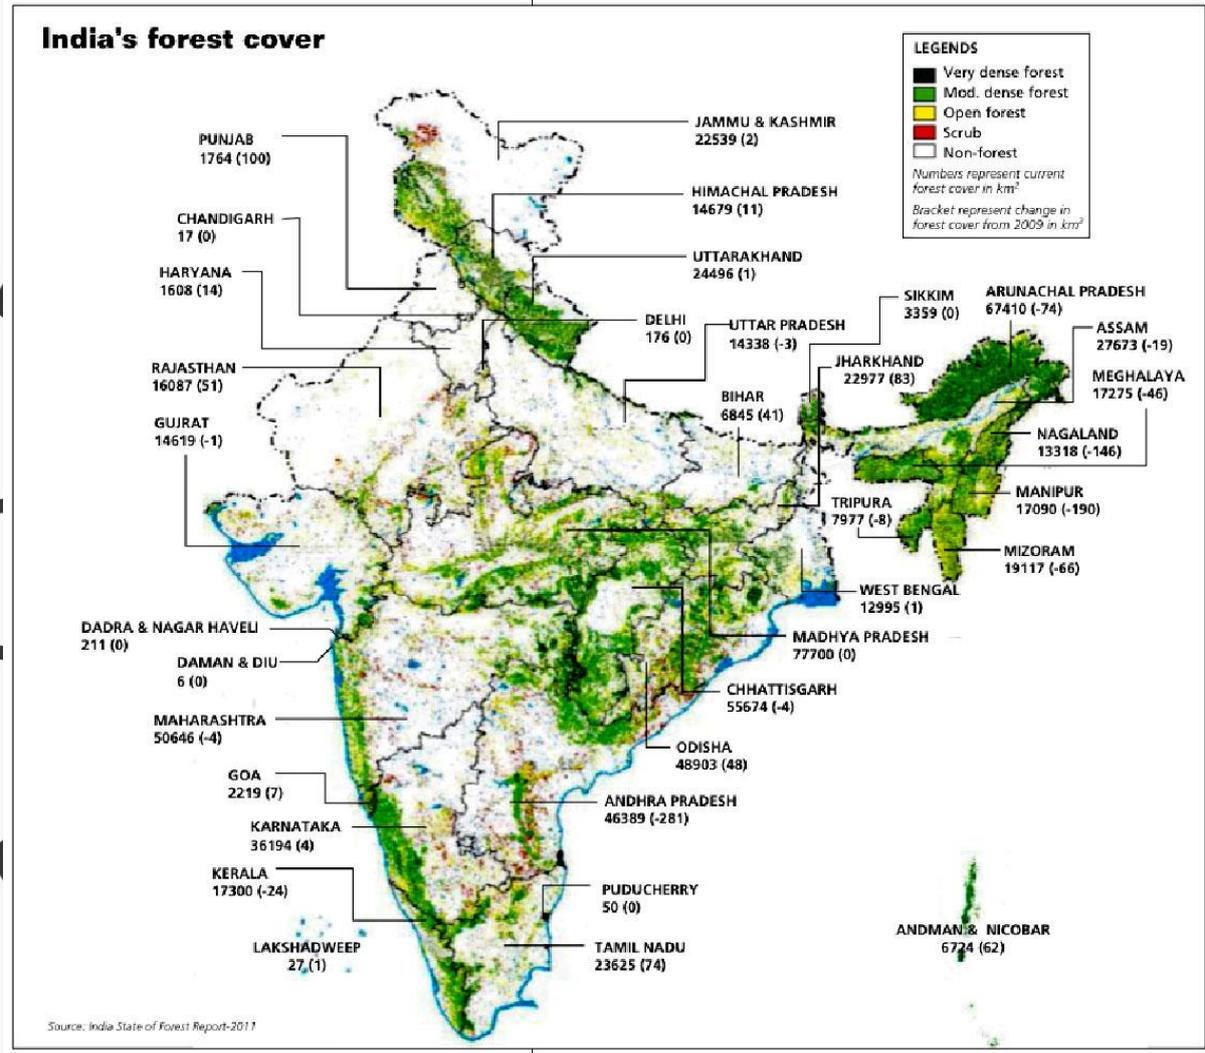 India's forest cover
LEGENDS
Very dense forest
Mod. dense forest
Open forest
Scrub
Non-forest
Numbers represent current
forest cover in km²
Bracket represent change in
forest cover from 2009 in km²
JAMMU & KASHMIR
22539 (2)
PUNJAB
1764 (100)
HIMACHAL PRADESH
14679 (11)
CHANDIGARH
17 (0)
UTTARAKHAND
24496 (1)
HARYANA
1608 (14)
SIKKIM
3359 (0)
ARUNACHAL PRADESH
67410 (-74)
DELHI
176 (0)
UTTAR PRADESH
14338 (-3)
ASSAM
27673 (-19)
RAJASTHAN
16087 (51)
JHARKHAND
22977 (83)
MEGHALAYA
17275 (-46)
BIHAR
6845 (41)
GUJRAT
14619 (-1)
NAGALAND
13318 (-146)
TRIPURA
7977 (-8)
MANIPUR
17090 (-190)
MIZORAM
19117 (-66)
WEST BENGAL
12995 (1)
DADRA & NAGAR HAVELI
211 (0)
MADHYA PRADESH
77700 (0)
DAMAN & DIU
6 (0)
CHHATTISGARH
55674 (-4)
MAHARASHTRA
50646 (-4)
ODISHA
48903 (48)
GOA
2219 (7)
ANDHRA PRADESH
46389 (-281)
KARNATAKA
36194 (4)
KERALA
17300 (-24)
PUDUCHERRY
50 (0)
ANDMAN & NICOBAR
6724 (62)
LAKSHADWEEP
27 (1)
TAMIL NADU
23625 (74)
Source: India State of Forest Report-2011